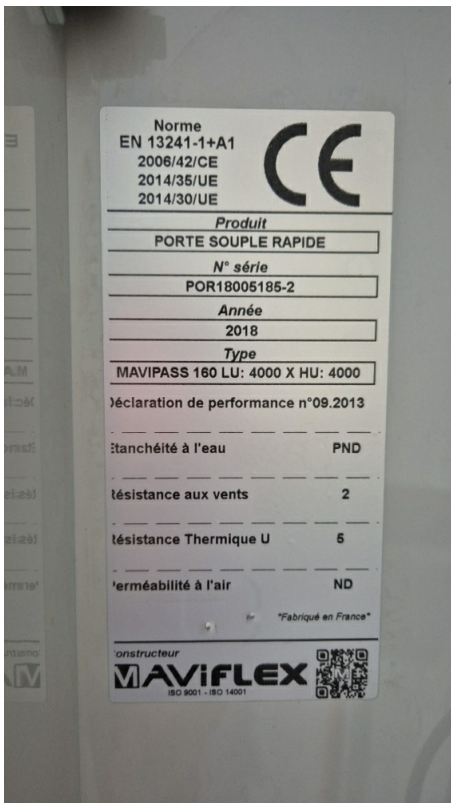 Norme
EN 13241-1+A1
2006/42/CE
2014/35/UE
2014/30/UE
CE
Produit
PORTE SOUPLE RAPIDE
N° série
POR18005185-2
Année
2018
Type
MAVIPASS 160 LU: 4000 X HU: 4000
Déclaration de performance n°09.2013
Étanchéité à l'eau PND
Résistance aux vents 2
Résistance Thermique U 5
Perméabilité à l'air ND
"Fabriqué en France"
Constructeur
MAViFLEX
ISO 9001 - ISO 14001